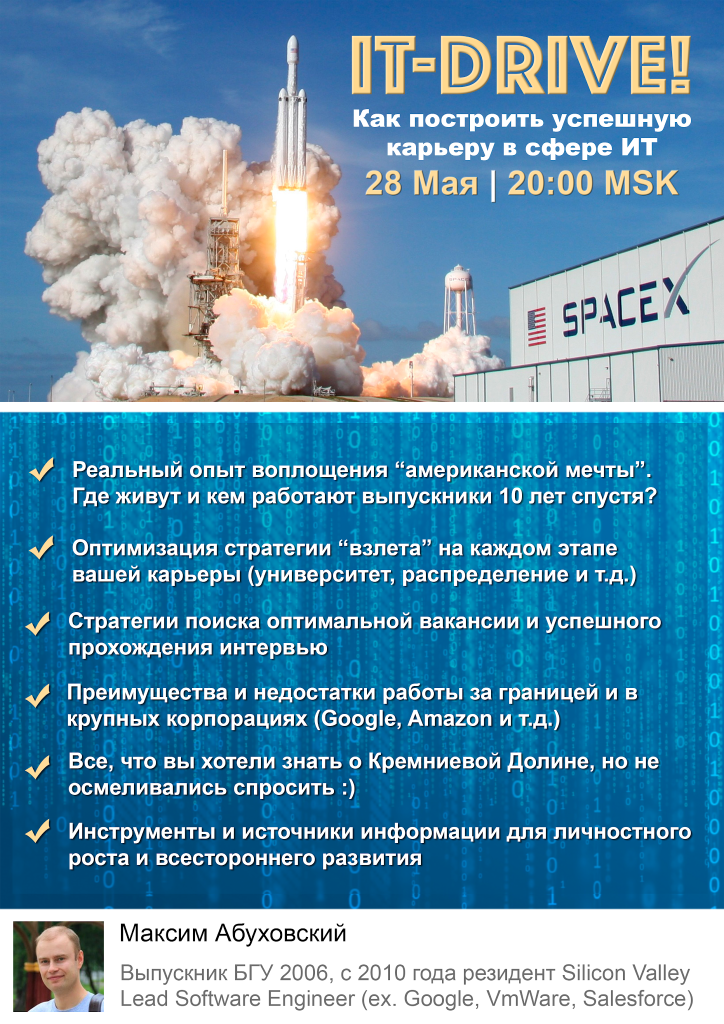 IT-DRIVE!
Как построить успешную
карьеру в сфере ИТ
28 Мая | 20:00 MSK
SPACEX
Реальный опыт воплощения “американской мечты”.
Где живут и кем работают выпускники 10 лет спустя?
Оптимизация стратегии “взлета” на каждом этапе
вашей карьеры (университет, распределение и т.д.)
Стратегии поиска оптимальной вакансии и успешного
прохождения интервью
Преимущества и недостатки работы за границей и в
крупных корпорациях (Google, Amazon и т.д.)
Все, что вы хотели знать о Кремниевой Долине, но не
осмеливались спросить :)
Инструменты и источники информации для личностного
роста и всестороннего развития
Максим Абуховский
Выпускник БГУ 2006, с 2010 года резидент Silicon Valley
Lead Software Engineer (ex. Google, VmWare, Salesforce)